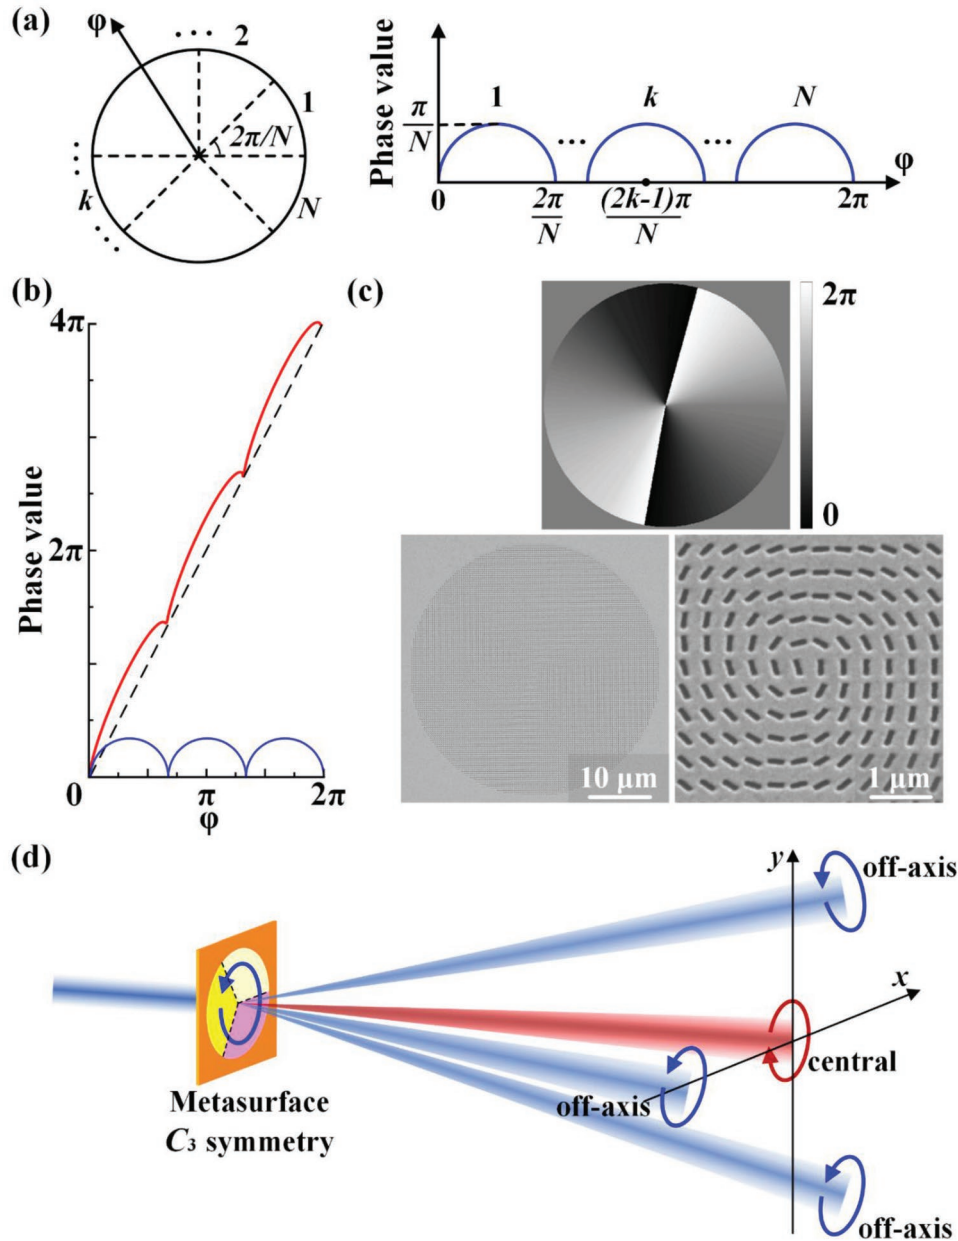 (a)
φ
...
2
1
2π/N
...
k
...
N
Phase value
π
N
1
...
k
...
N
φ
0
2π
N
(2k-1)π
N
2π
(b)
Phase value
4π
2π
0
π
2π
φ
(c)
2π
0
10 μm
1 μm
(d)
y
off-axis
x
central
off-axis
Metasurface
C3 symmetry
off-axis